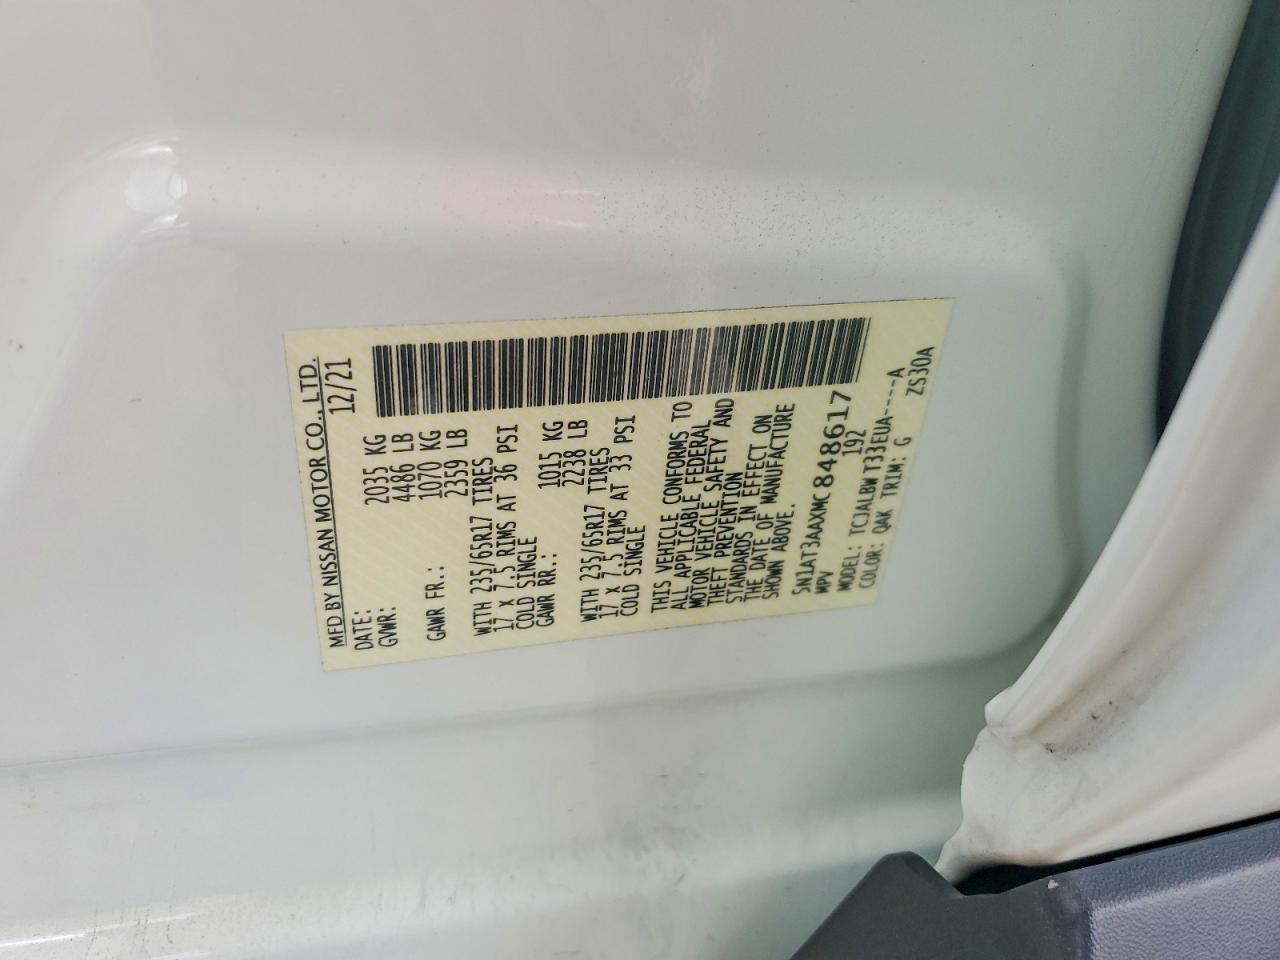 MFD BY NISSAN MOTOR CO., LTD.
DATE: 12/21
GVWR: 2035 KG
4486 LB
GAWR FR.: 1070 KG
2359 LB
WITH 235/65R17 TIRES
17 X 7.5 RIMS AT 36 PSI
COLD SINGLE
GAWR RR.: 1015 KG
2238 LB
WITH 235/65R17 TIRES
17 X 7.5 RIMS AT 33 PSI
COLD SINGLE
THIS VEHICLE CONFORMS TO
ALL APPLICABLE FEDERAL
MOTOR VEHICLE SAFETY AND
THEFT PREVENTION
STANDARDS IN EFFECT ON
THE DATE OF MANUFACTURE
SHOWN ABOVE.
5N1AT3AAXMC848617
MPV 192
MODEL: TCJALBW T33EUA----A
COLOR: QAK TRIM: G ZS30A